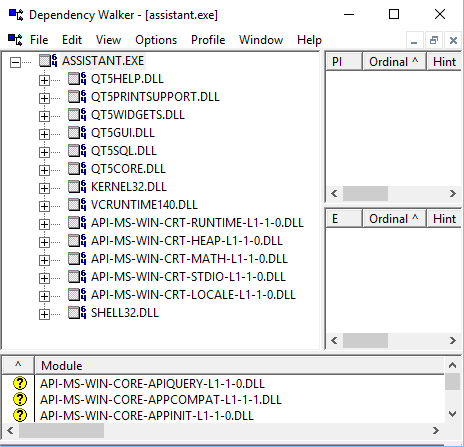 Dependency Walker - [assistant.exe]
File Edit View Options Profile Window Help
ASSISTANT.EXE
QT5HELP.DLL
QT5PRINTSUPPORT.DLL
QT5WIDGETS.DLL
QT5GUI.DLL
QT5SQL.DLL
QT5CORE.DLL
KERNEL32.DLL
VCRUNTIME140.DLL
API-MS-WIN-CRT-RUNTIME-L1-1-0.DLL
API-MS-WIN-CRT-HEAP-L1-1-0.DLL
API-MS-WIN-CRT-MATH-L1-1-0.DLL
API-MS-WIN-CRT-STDIO-L1-1-0.DLL
API-MS-WIN-CRT-LOCALE-L1-1-0.DLL
SHELL32.DLL
PI Ordinal ^ Hint
E Ordinal ^ Hint
^ Module
API-MS-WIN-CORE-APIQUERY-L1-1-0.DLL
API-MS-WIN-CORE-APPCOMPAT-L1-1-1.DLL
API-MS-WIN-CORE-APPINIT-L1-1-0.DLL